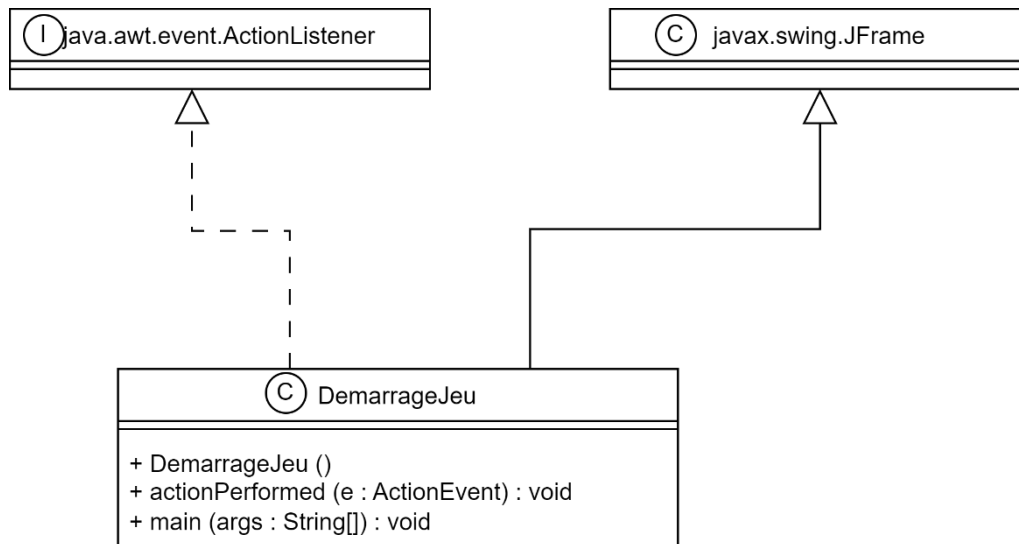 I java.awt.event.ActionListener
C javax.swing.JFrame
C DemarrageJeu
+ DemarrageJeu ()
+ actionPerformed (e : ActionEvent) : void
+ main (args : String[]) : void